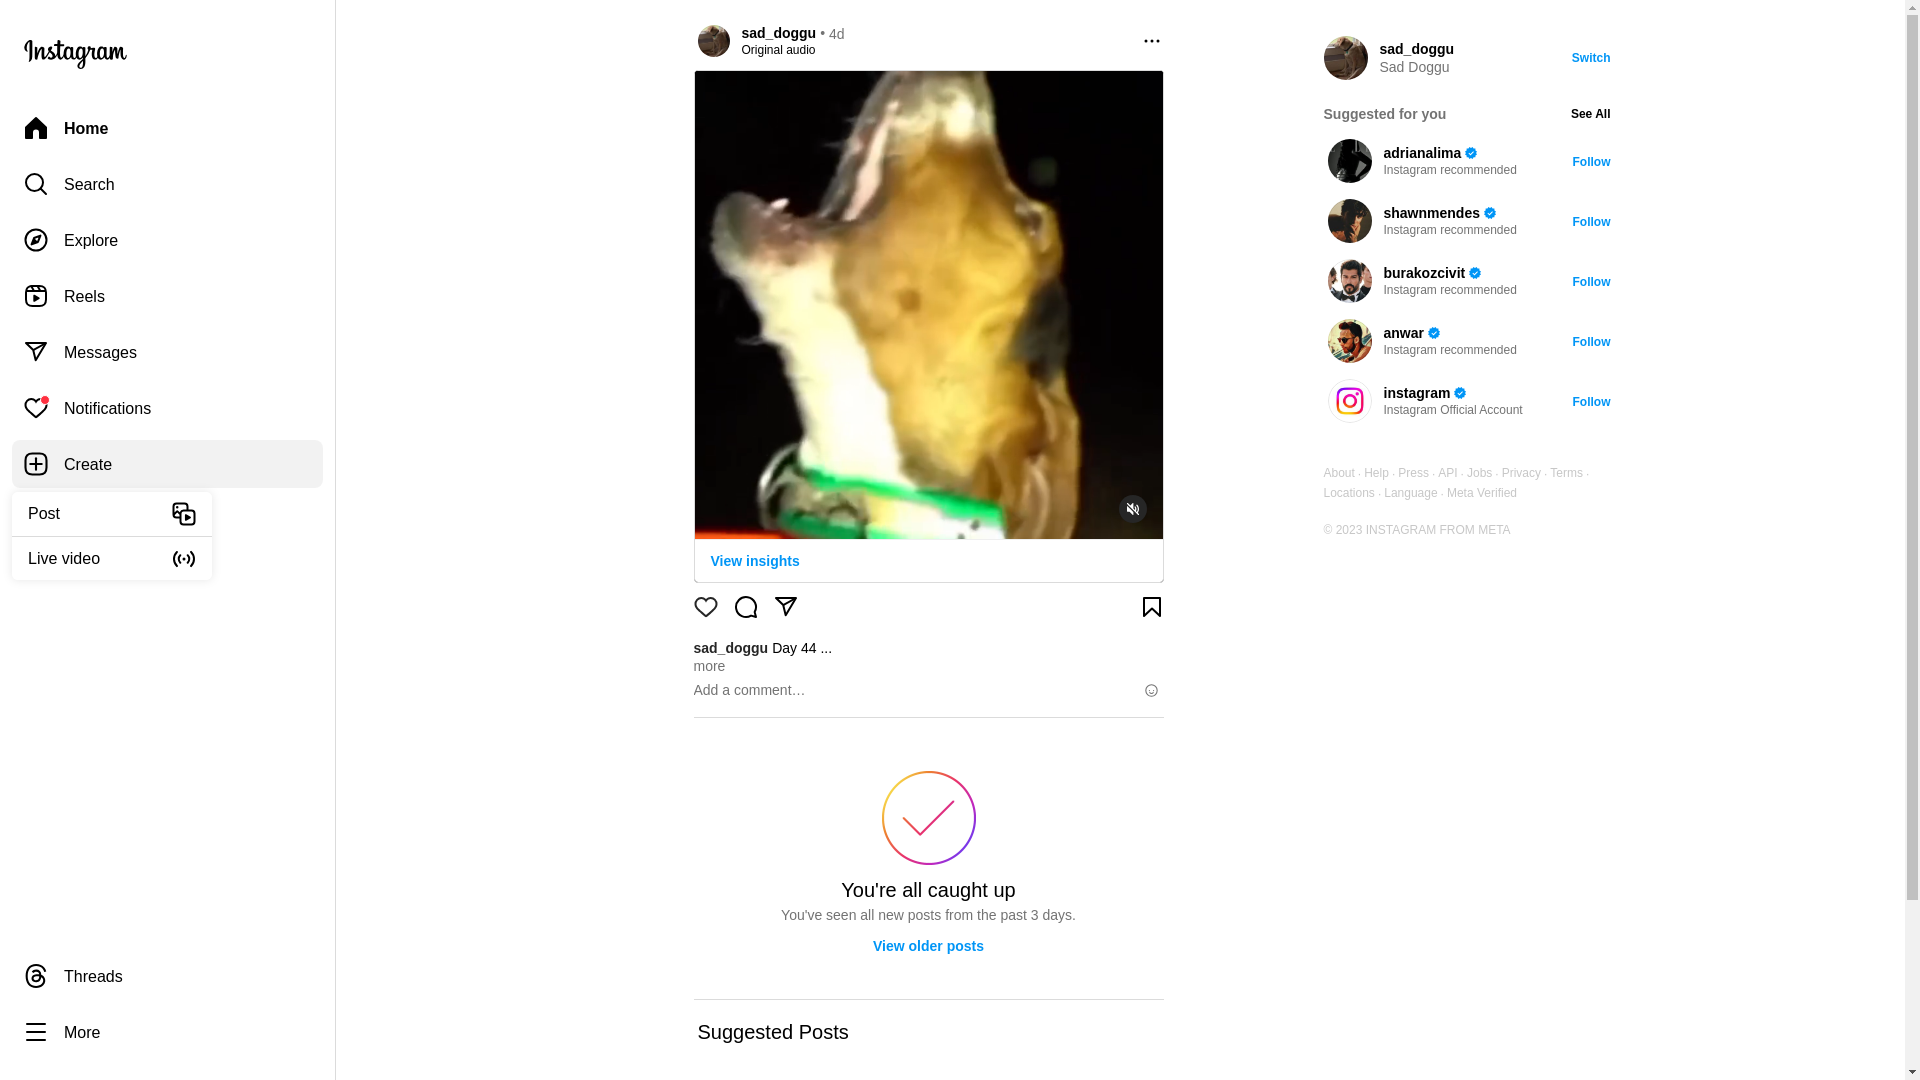 Instagram
Home
Search
Explore
Reels
Messages
Notifications
Create
Post
Live video
Threads
More
sad_doggu • 4d
Original audio
View insights
sad_doggu Day 44 ...
more
Add a comment…
You're all caught up
You've seen all new posts from the past 3 days.
View older posts
Suggested Posts
sad_doggu
Sad Doggu
Switch
Suggested for you
See All
adrianalima
Instagram recommended
Follow
shawnmendes
Instagram recommended
Follow
burakozcivit
Instagram recommended
Follow
anwar
Instagram recommended
Follow
instagram
Instagram Official Account
Follow
About · Help · Press · API · Jobs · Privacy · Terms ·
Locations · Language · Meta Verified
© 2023 INSTAGRAM FROM META